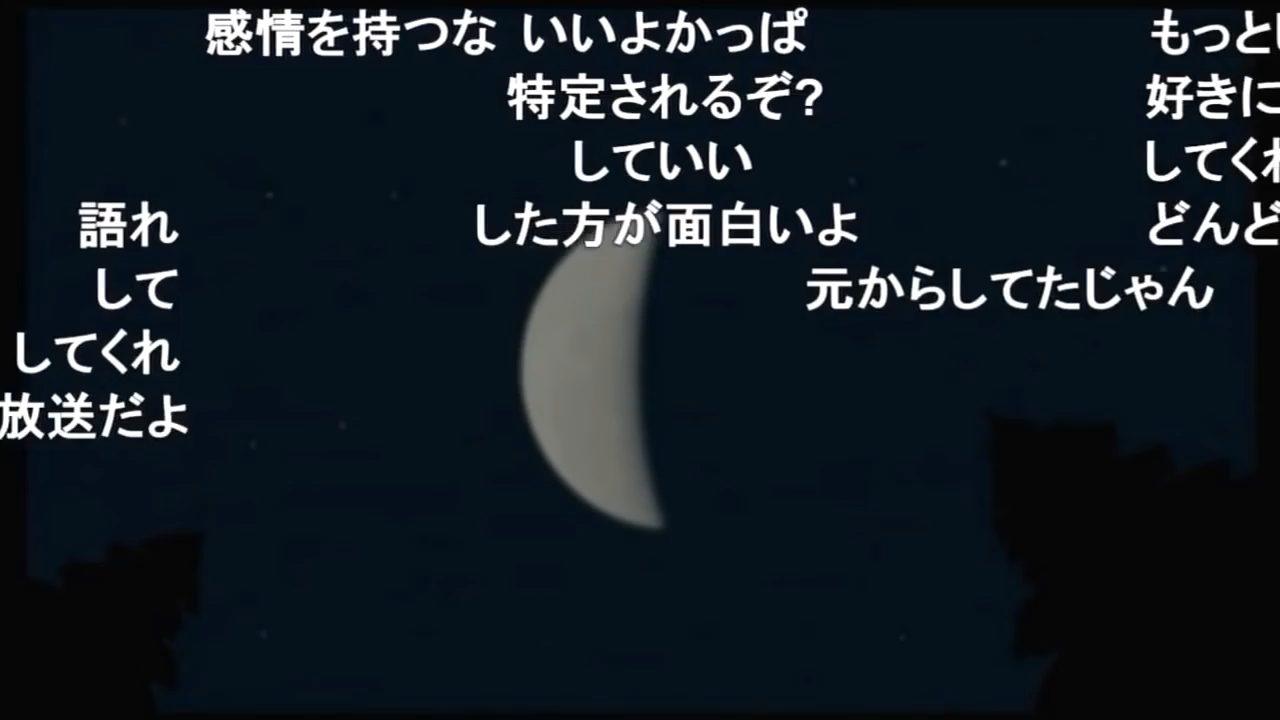 感情を持つな
いいよかっぱ
もっと
特定されるぞ?
好きに
していい
してく
語れ
した方が面白いよ
どんど
して
元からしてたじゃん
してくれ
放送だよ